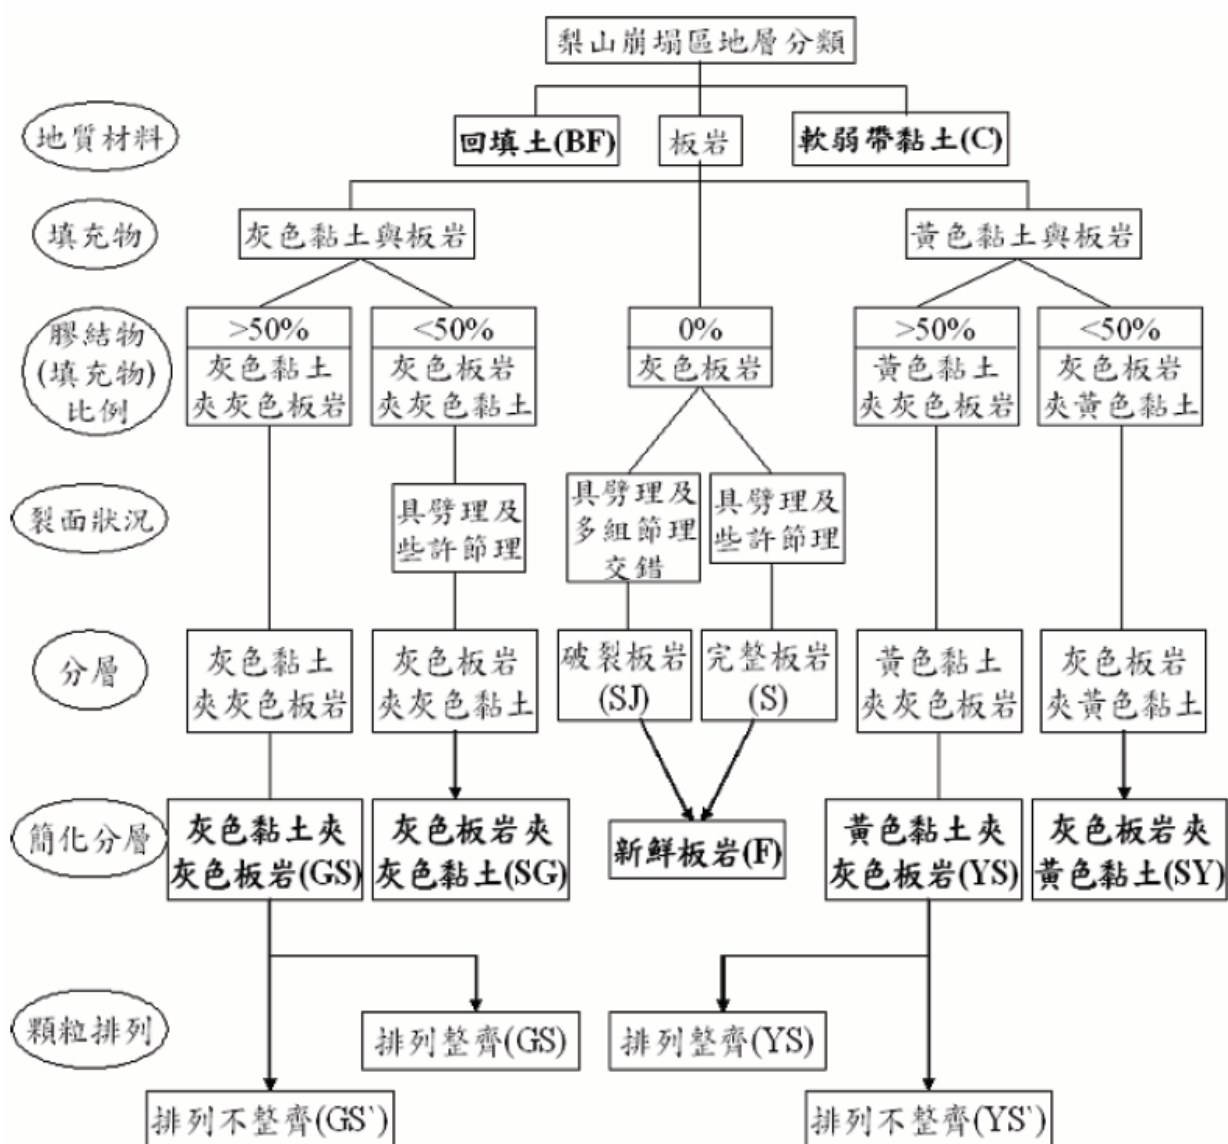 梨山崩塌區地層分類
地質材料
回填土(BF)
板岩
軟弱帶黏土(C)
填充物
灰色黏土與板岩
黃色黏土與板岩
膠結物
(填充物)
比例
>50%
灰色黏土
夾灰色板岩
<50%
灰色板岩
夾灰色黏土
0%
灰色板岩
>50%
黃色黏土
夾灰色板岩
<50%
灰色板岩
夾黃色黏土
裂面狀況
具劈理及
些許節理
具劈理及
多組節理
交錯
具劈理及
些許節理
分層
灰色黏土
夾灰色板岩
灰色板岩
夾灰色黏土
破裂板岩
(SJ)
完整板岩
(S)
黃色黏土
夾灰色板岩
灰色板岩
夾黃色黏土
簡化分層
灰色黏土夾
灰色板岩(GS)
灰色板岩夾
灰色黏土(SG)
新鮮板岩(F)
黃色黏土夾
灰色板岩(YS)
灰色板岩夾
黃色黏土(SY)
顆粒排列
排列整齊(GS)
排列整齊(YS)
排列不整齊(GS`)
排列不整齊(YS`)